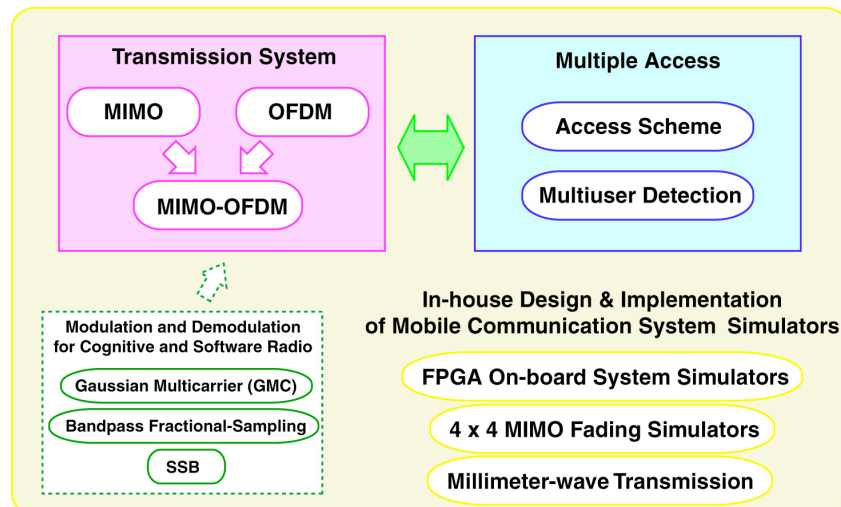 Transmission System
MIMO
OFDM
MIMO-OFDM
Multiple Access
Access Scheme
Multiuser Detection
Modulation and Demodulation
for Cognitive and Software Radio
Gaussian Multicarrier (GMC)
Bandpass Fractional-Sampling
SSB
In-house Design & Implementation
of Mobile Communication System Simulators
FPGA On-board System Simulators
4 x 4 MIMO Fading Simulators
Millimeter-wave Transmission